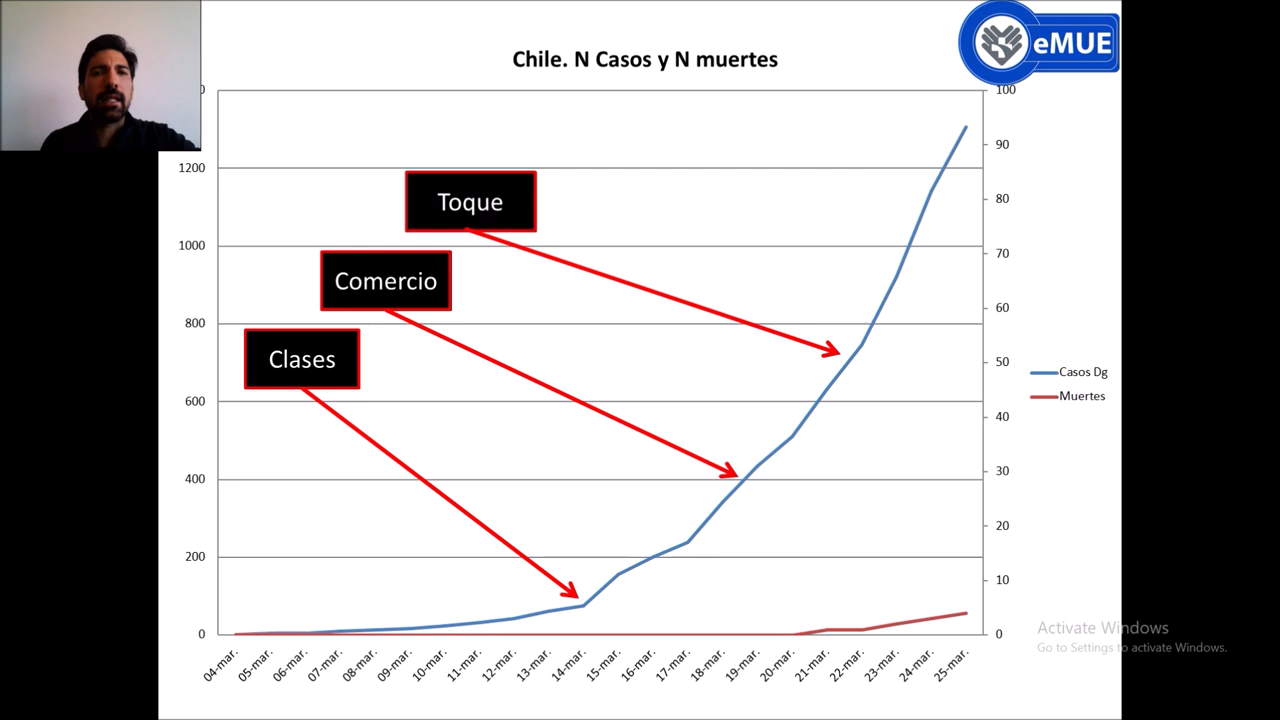 Chile. N Casos y N muertes
eMUE
Toque
Comercio
Clases
1200
1000
800
600
400
200
0
100
90
80
70
60
50
40
30
20
10
0
04-mar.
05-mar.
06-mar.
07-mar.
08-mar.
09-mar.
10-mar.
11-mar.
12-mar.
13-mar.
14-mar.
15-mar.
16-mar.
17-mar.
18-mar.
19-mar.
20-mar.
21-mar.
22-mar.
23-mar.
24-mar.
25-mar.
Casos Dg
Muertes
Activate Windows
Go to Settings to activate Windows.